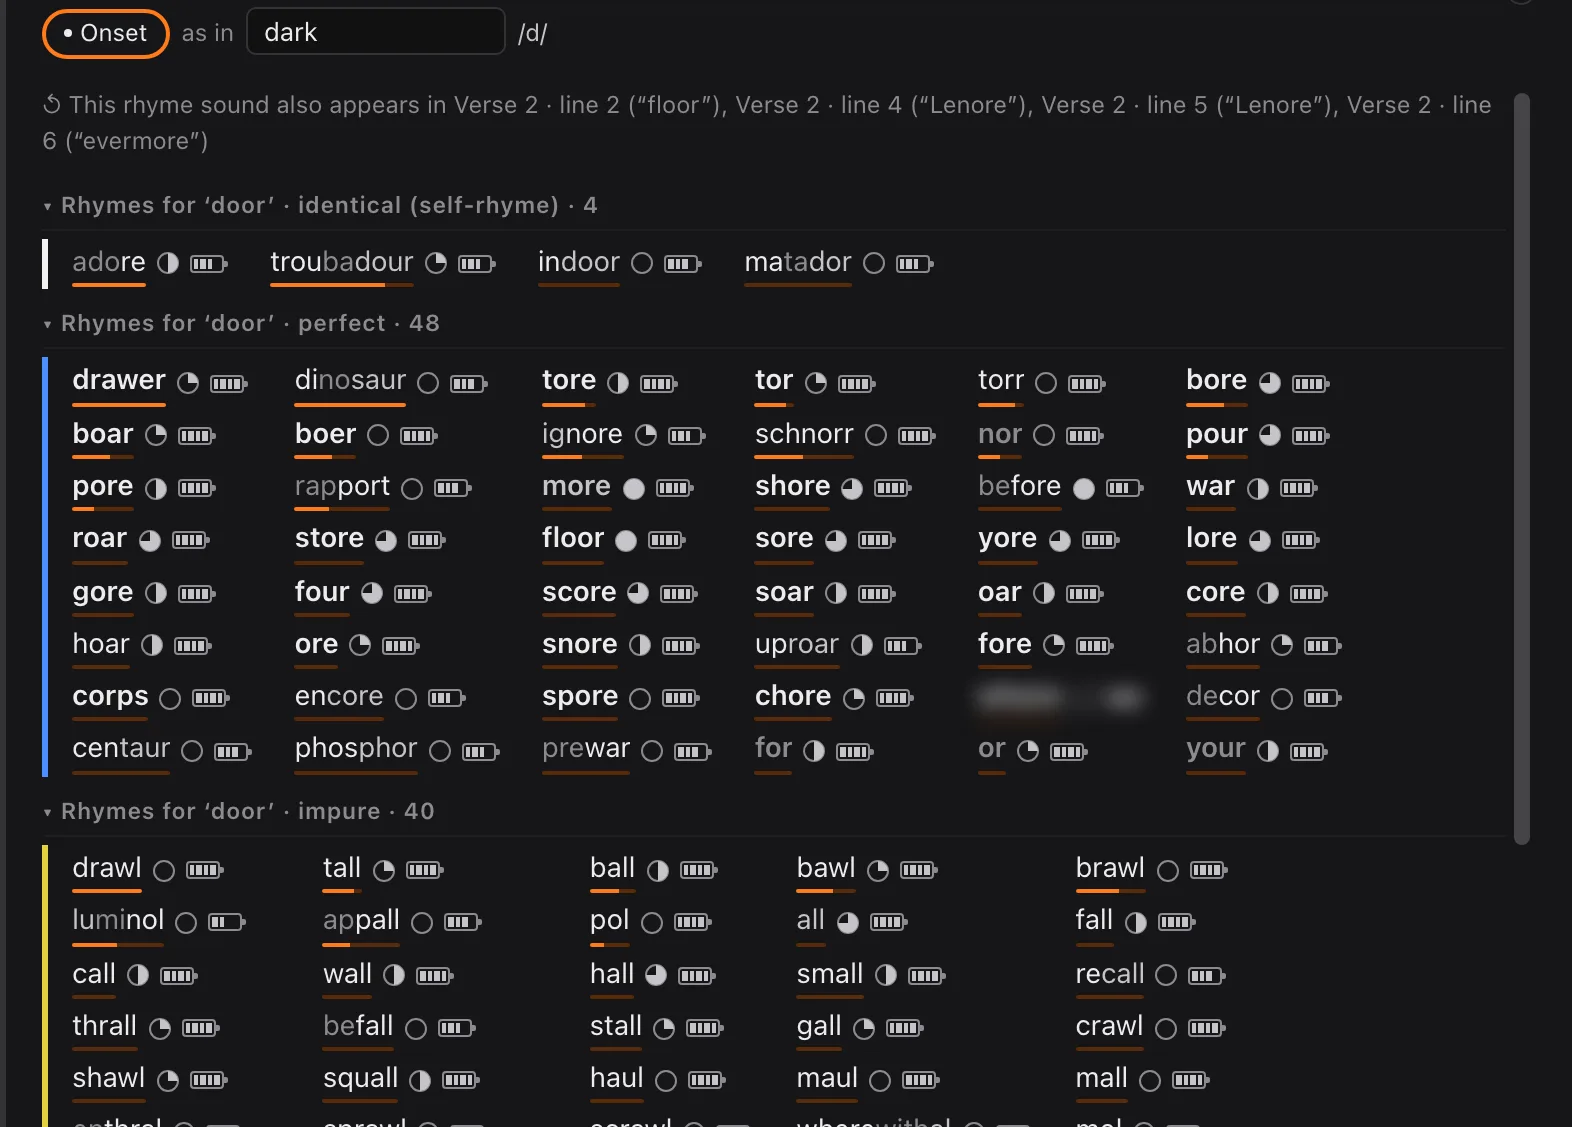 • Onset as in dark /d/
This rhyme sound also appears in Verse 2 · line 2 (“floor”), Verse 2 · line 4 (“Lenore”), Verse 2 · line 5 (“Lenore”), Verse 2 · line
6 (“evermore”)
Rhymes for ‘door’ · identical (self-rhyme) · 4
adore troubadour indoor matador
Rhymes for ‘door’ · perfect · 48
drawer dinosaur tore tor torr bore
boar boer ignore schnorr nor pour
pore rapport more shore before war
roar store floor sore yore lore
gore four score soar oar core
hoar ore snore uproar fore abhor
corps encore spore chore decor
centaur phosphor prewar for or your
Rhymes for ‘door’ · impure · 40
drawl tall ball bawl brawl
luminol appall pol all fall
call wall hall small recall
thrall befall stall gall crawl
shawl squall haul maul mall